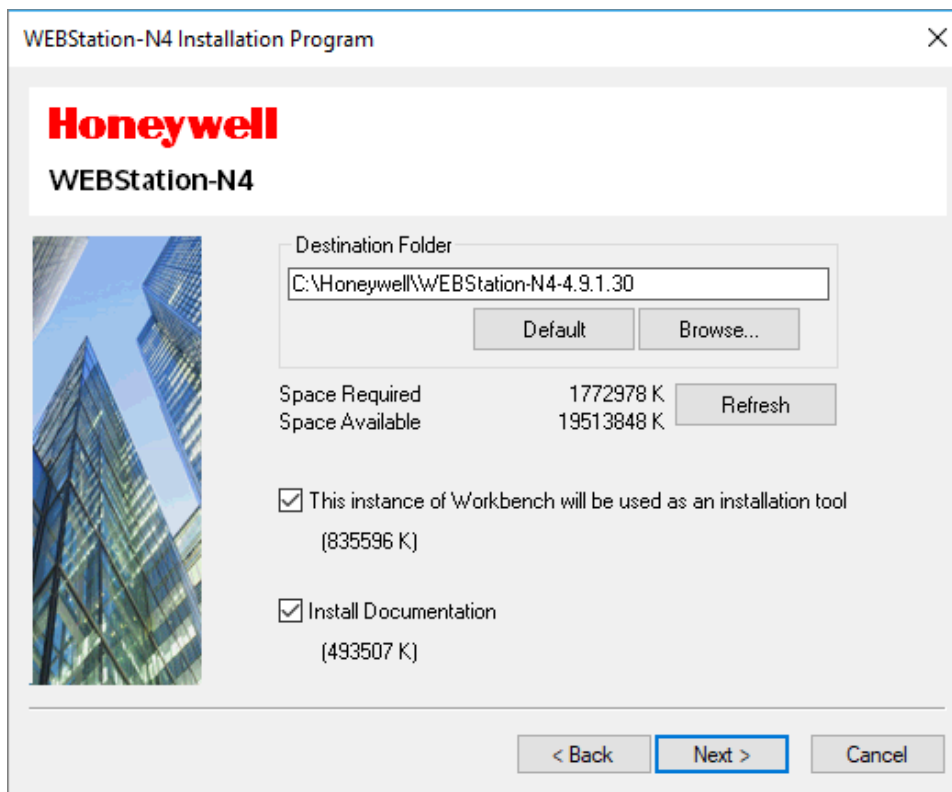 WEBStation-N4 Installation Program
Honeywell
WEBStation-N4
Destination Folder
C:\Honeywell\WEBStation-N4-4.9.1.30
Default Browse...
Space Required 1772978 K
Refresh
Space Available 19513848 K
This instance of Workbench will be used as an installation tool
(835596 K)
Install Documentation
(493507 K)
< Back Next > Cancel